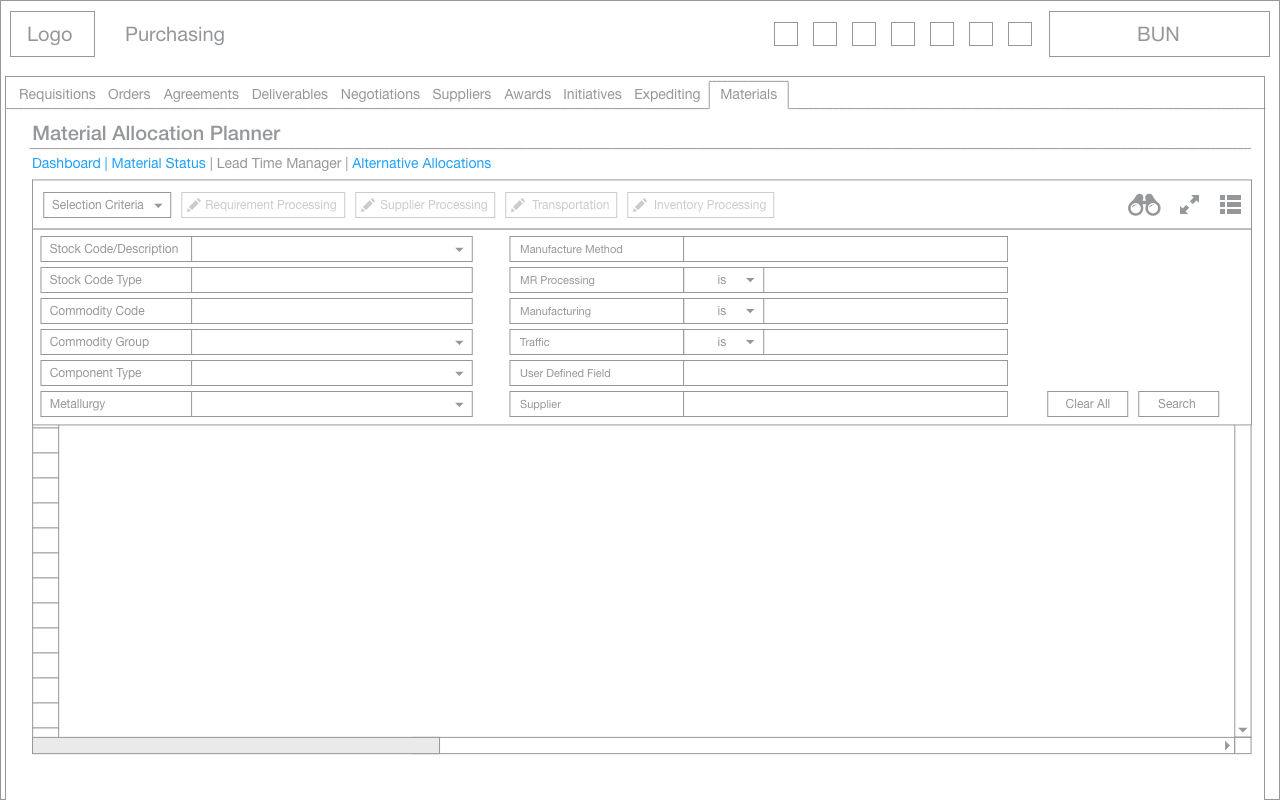 Logo Purchasing BUN
Requisitions Orders Agreements Deliverables Negotiations Suppliers Awards Initiatives Expediting Materials
Material Allocation Planner
Dashboard | Material Status | Lead Time Manager | Alternative Allocations
Selection Criteria Requirement Processing Supplier Processing Transportation Inventory Processing
Stock Code/Description Manufacture Method
Stock Code Type MR Processing is
Commodity Code Manufacturing is
Commodity Group Traffic is
Component Type User Defined Field
Metallurgy Supplier Clear All Search